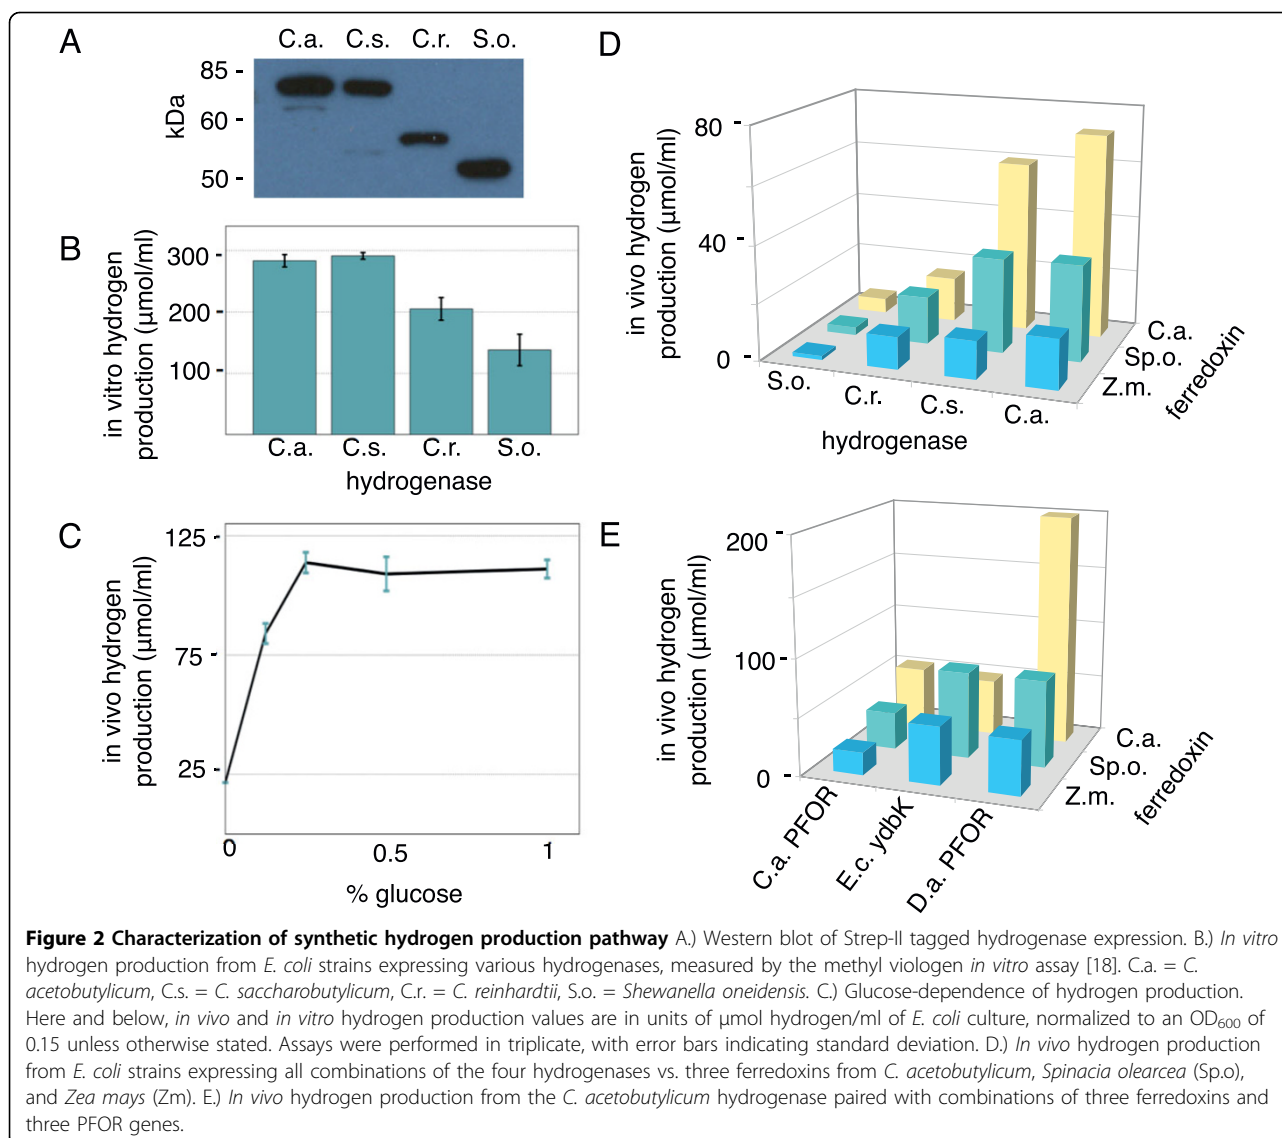 A
C.a. C.s. C.r. S.o.
kDa
85
60
50
B
in vitro hydrogen
production (µmol/ml)
300
200
100
C.a. C.s. C.r. S.o.
hydrogenase
C
in vivo hydrogen
production (µmol/ml)
125
75
25
0 0.5 1
% glucose
D
in vivo hydrogen
production (µmol/ml)
80
40
0
S.o. C.r. C.s. C.a.
hydrogenase
C.a.
Sp.o.
Z.m.
ferredoxin
E
in vivo hydrogen
production (µmol/ml)
200
100
0
C.a. PFOR
E.c. ydbK
D.a. PFOR
C.a.
Sp.o.
Z.m.
ferredoxin
Figure 2 Characterization of synthetic hydrogen production pathway A.) Western blot of Strep-II tagged hydrogenase expression. B.) In vitro
hydrogen production from E. coli strains expressing various hydrogenases, measured by the methyl viologen in vitro assay [18]. C.a. = C.
acetobutylicum, C.s. = C. saccharobutylicum, C.r. = C. reinhardtii, S.o. = Shewanella oneidensis. C.) Glucose-dependence of hydrogen production.
Here and below, in vivo and in vitro hydrogen production values are in units of µmol hydrogen/ml of E. coli culture, normalized to an OD600 of
0.15 unless otherwise stated. Assays were performed in triplicate, with error bars indicating standard deviation. D.) In vivo hydrogen production
from E. coli strains expressing all combinations of the four hydrogenases vs. three ferredoxins from C. acetobutylicum, Spinacia olearcea (Sp.o),
and Zea mays (Zm). E.) In vivo hydrogen production from the C. acetobutylicum hydrogenase paired with combinations of three ferredoxins and
three PFOR genes.